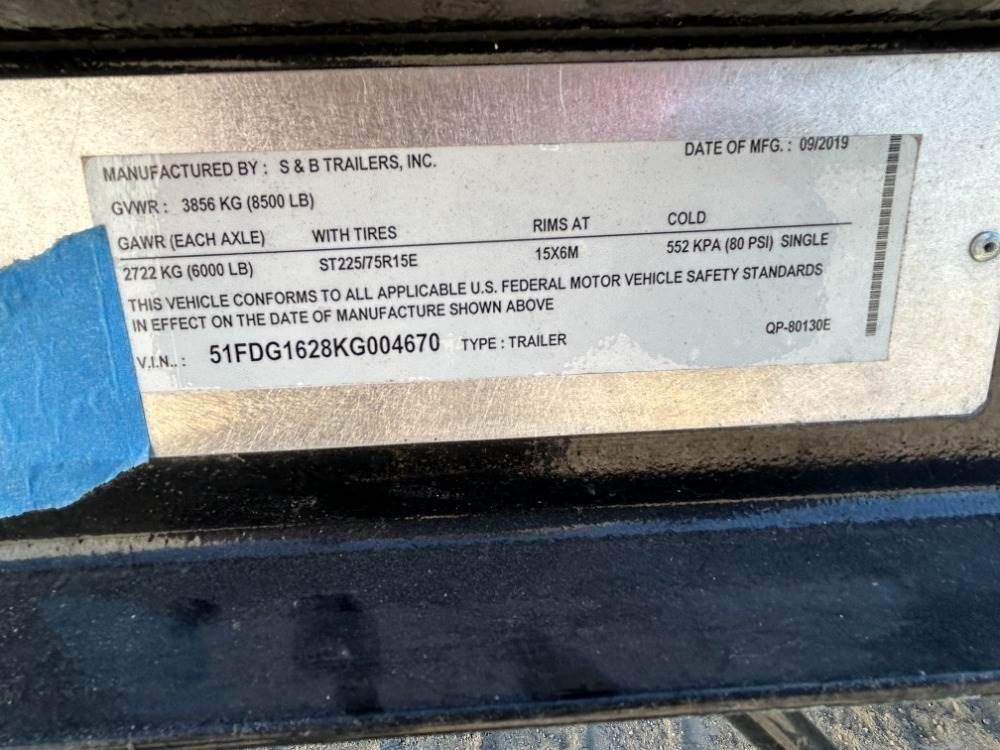 MANUFACTURED BY : S & B TRAILERS, INC. DATE OF MFG. : 09/2019
GVWR : 3856 KG (8500 LB)
GAWR (EACH AXLE) WITH TIRES RIMS AT COLD
2722 KG (6000 LB) ST225/75R15E 15X6M 552 KPA (80 PSI) SINGLE
THIS VEHICLE CONFORMS TO ALL APPLICABLE U.S. FEDERAL MOTOR VEHICLE SAFETY STANDARDS
IN EFFECT ON THE DATE OF MANUFACTURE SHOWN ABOVE
V.I.N.. : 51FDG1628KG004670 TYPE : TRAILER QP-80130E